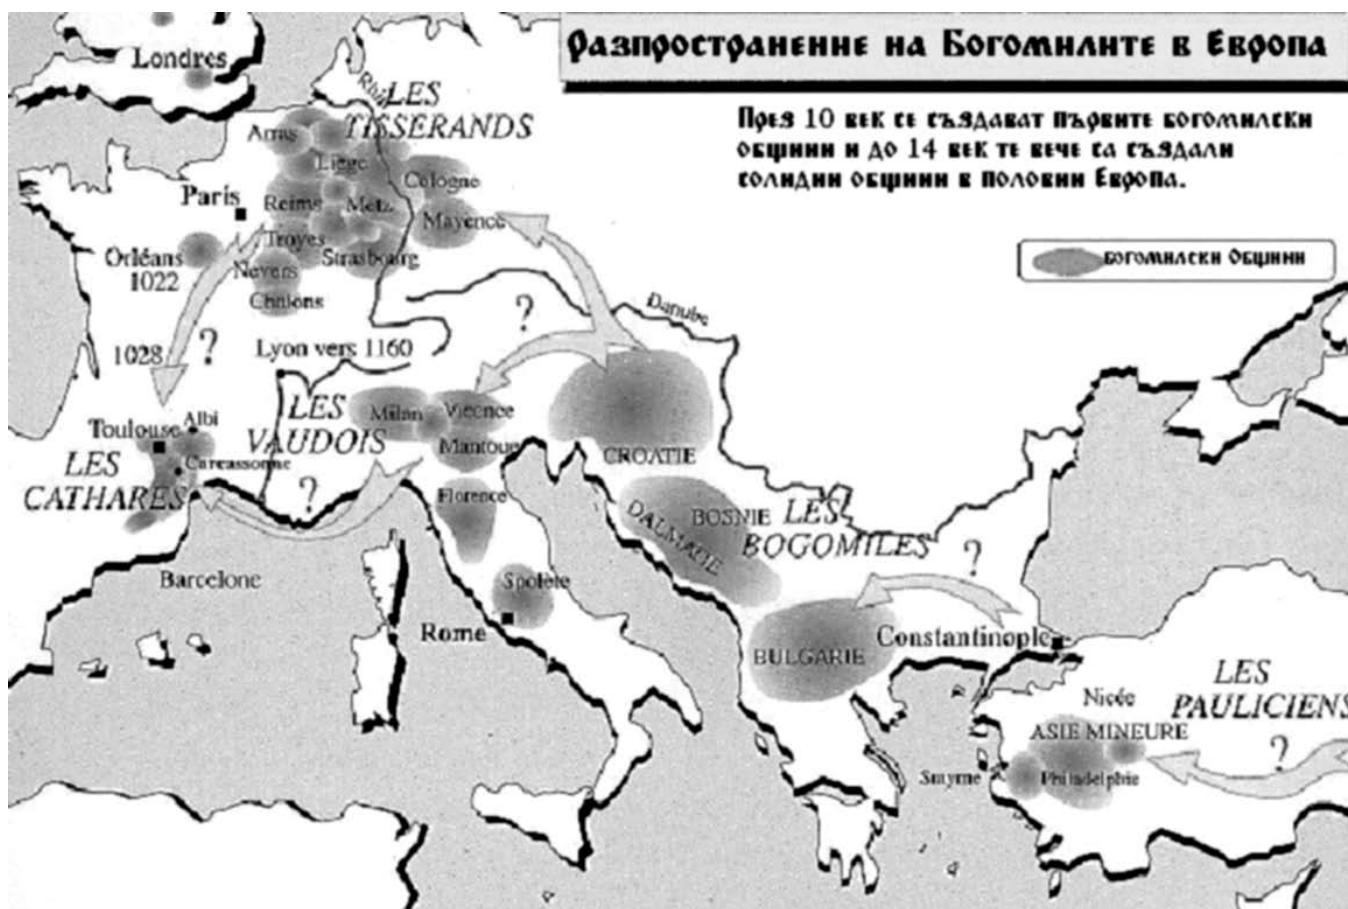 Разпространение на Богомилите в Европа
През 10 век се създават първите богомилски
общини и до 14 век те вече са създали
солидни общини в половин Европа.
Богомилски Общини
Londres
Rhin
LES
TISSERANDS
Arras
Liège
Cologne
Paris
Reims
Metz
Mayence
Orléans
1022
Troyes
Strasbourg
Nevers
Chalons
Danube
?
?
1028
Lyon vers 1160
LES
VAUDOIS
Milan
Vicence
Mantoue
Toulouse
Albi
Carcassonne
LES
CATHARES
?
CROATIE
Florence
BOSNIE
DALMATIE
LES
BOGOMILES
?
Barcelone
Spolète
Rome
BULGARIE
Constantinople
LES
PAULICIENS
Nicée
ASIE MINEURE
?
Smyrne
Philadelphie